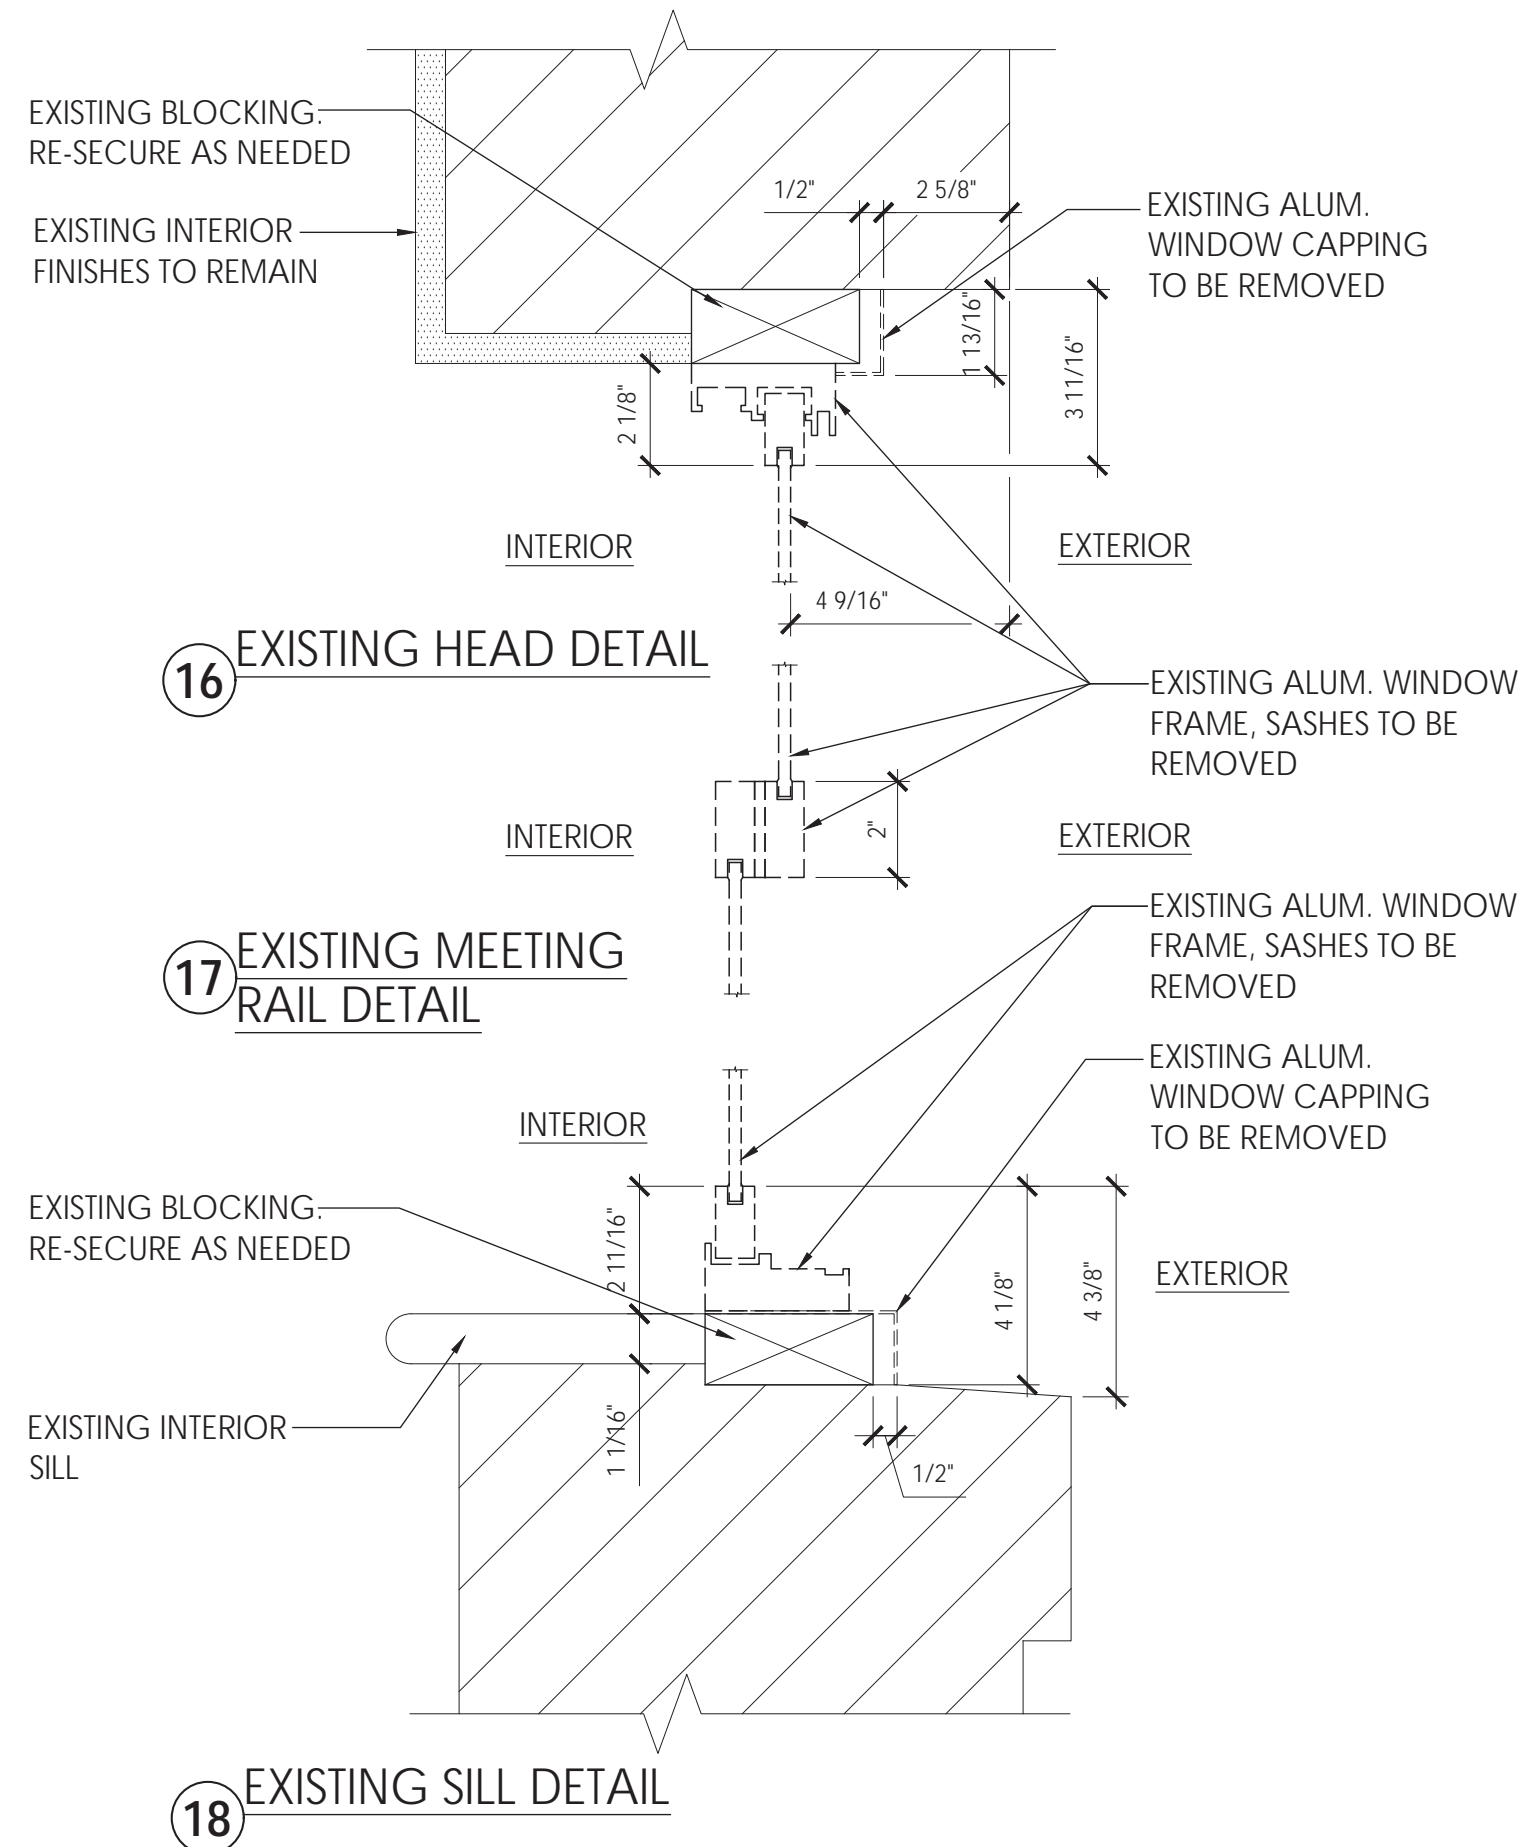 EXISTING BLOCKING.
RE-SECURE AS NEEDED
EXISTING INTERIOR
FINISHES TO REMAIN
1/2"
2 5/8"
EXISTING ALUM.
WINDOW CAPPING
TO BE REMOVED
1 13/16"
3 11/16"
2 1/8"
INTERIOR
EXTERIOR
4 9/16"
16
EXISTING HEAD DETAIL
EXISTING ALUM. WINDOW
FRAME, SASHES TO BE
REMOVED
2"
INTERIOR
EXTERIOR
17
EXISTING MEETING
RAIL DETAIL
EXISTING ALUM. WINDOW
FRAME, SASHES TO BE
REMOVED
EXISTING ALUM.
WINDOW CAPPING
TO BE REMOVED
INTERIOR
EXISTING BLOCKING.
RE-SECURE AS NEEDED
2 11/16"
4 1/8"
4 3/8"
EXTERIOR
EXISTING INTERIOR
SILL
1 1/16"
1/2"
18
EXISTING SILL DETAIL